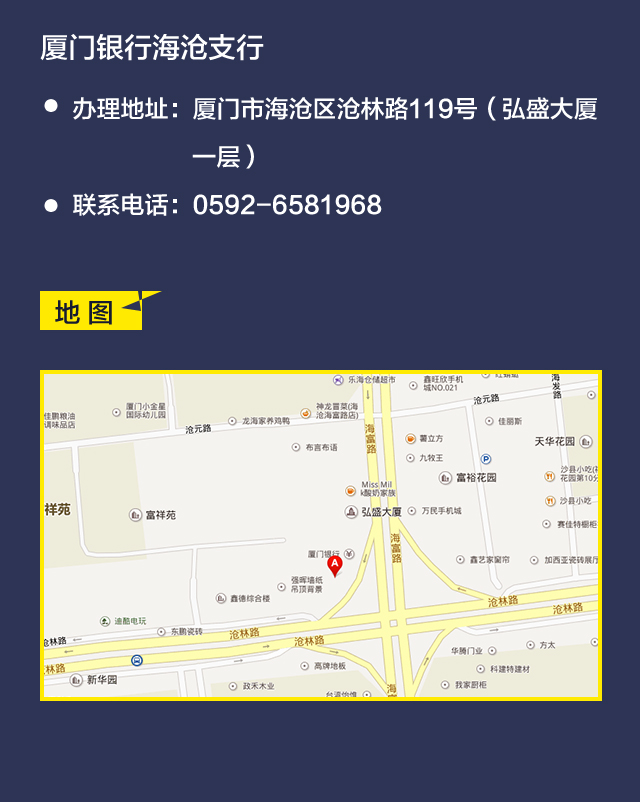 厦门银行海沧支行
● 办理地址：厦门市海沧区沧林路119号（弘盛大厦
一层）
● 联系电话：0592-6581968
地 图
乐海仓储超市
鑫旺欣手机
城NO.021
海发路
厦门小金星
国际幼儿园
佳鹏粮油
调味品店
沧元路
龙海家养鸡鸭
神龙冒菜(海
沧海富路店)
沧元路
佳丽斯
海富路
布言布语
薯立方
天华花园
九牧王
P
富裕花园
沙县小吃(
花园第10分
Miss Mil
k酸奶家族
沙县小吃
祥苑
富祥苑
弘盛大厦
万民手机城
赛佳特橱柜
海富路
厦门银行
A
鑫艺家窗帘
加西亚瓷砖展厅
强晖墙纸
吊顶背景
鑫德综合楼
沧林路
沧林路
迪酷电玩
东鹏瓷砖
沧林路
沧林路
沧林路
林路
华腾门业
方太
高牌地板
科建特建材
新华园
政禾木业
我家厨柜
海